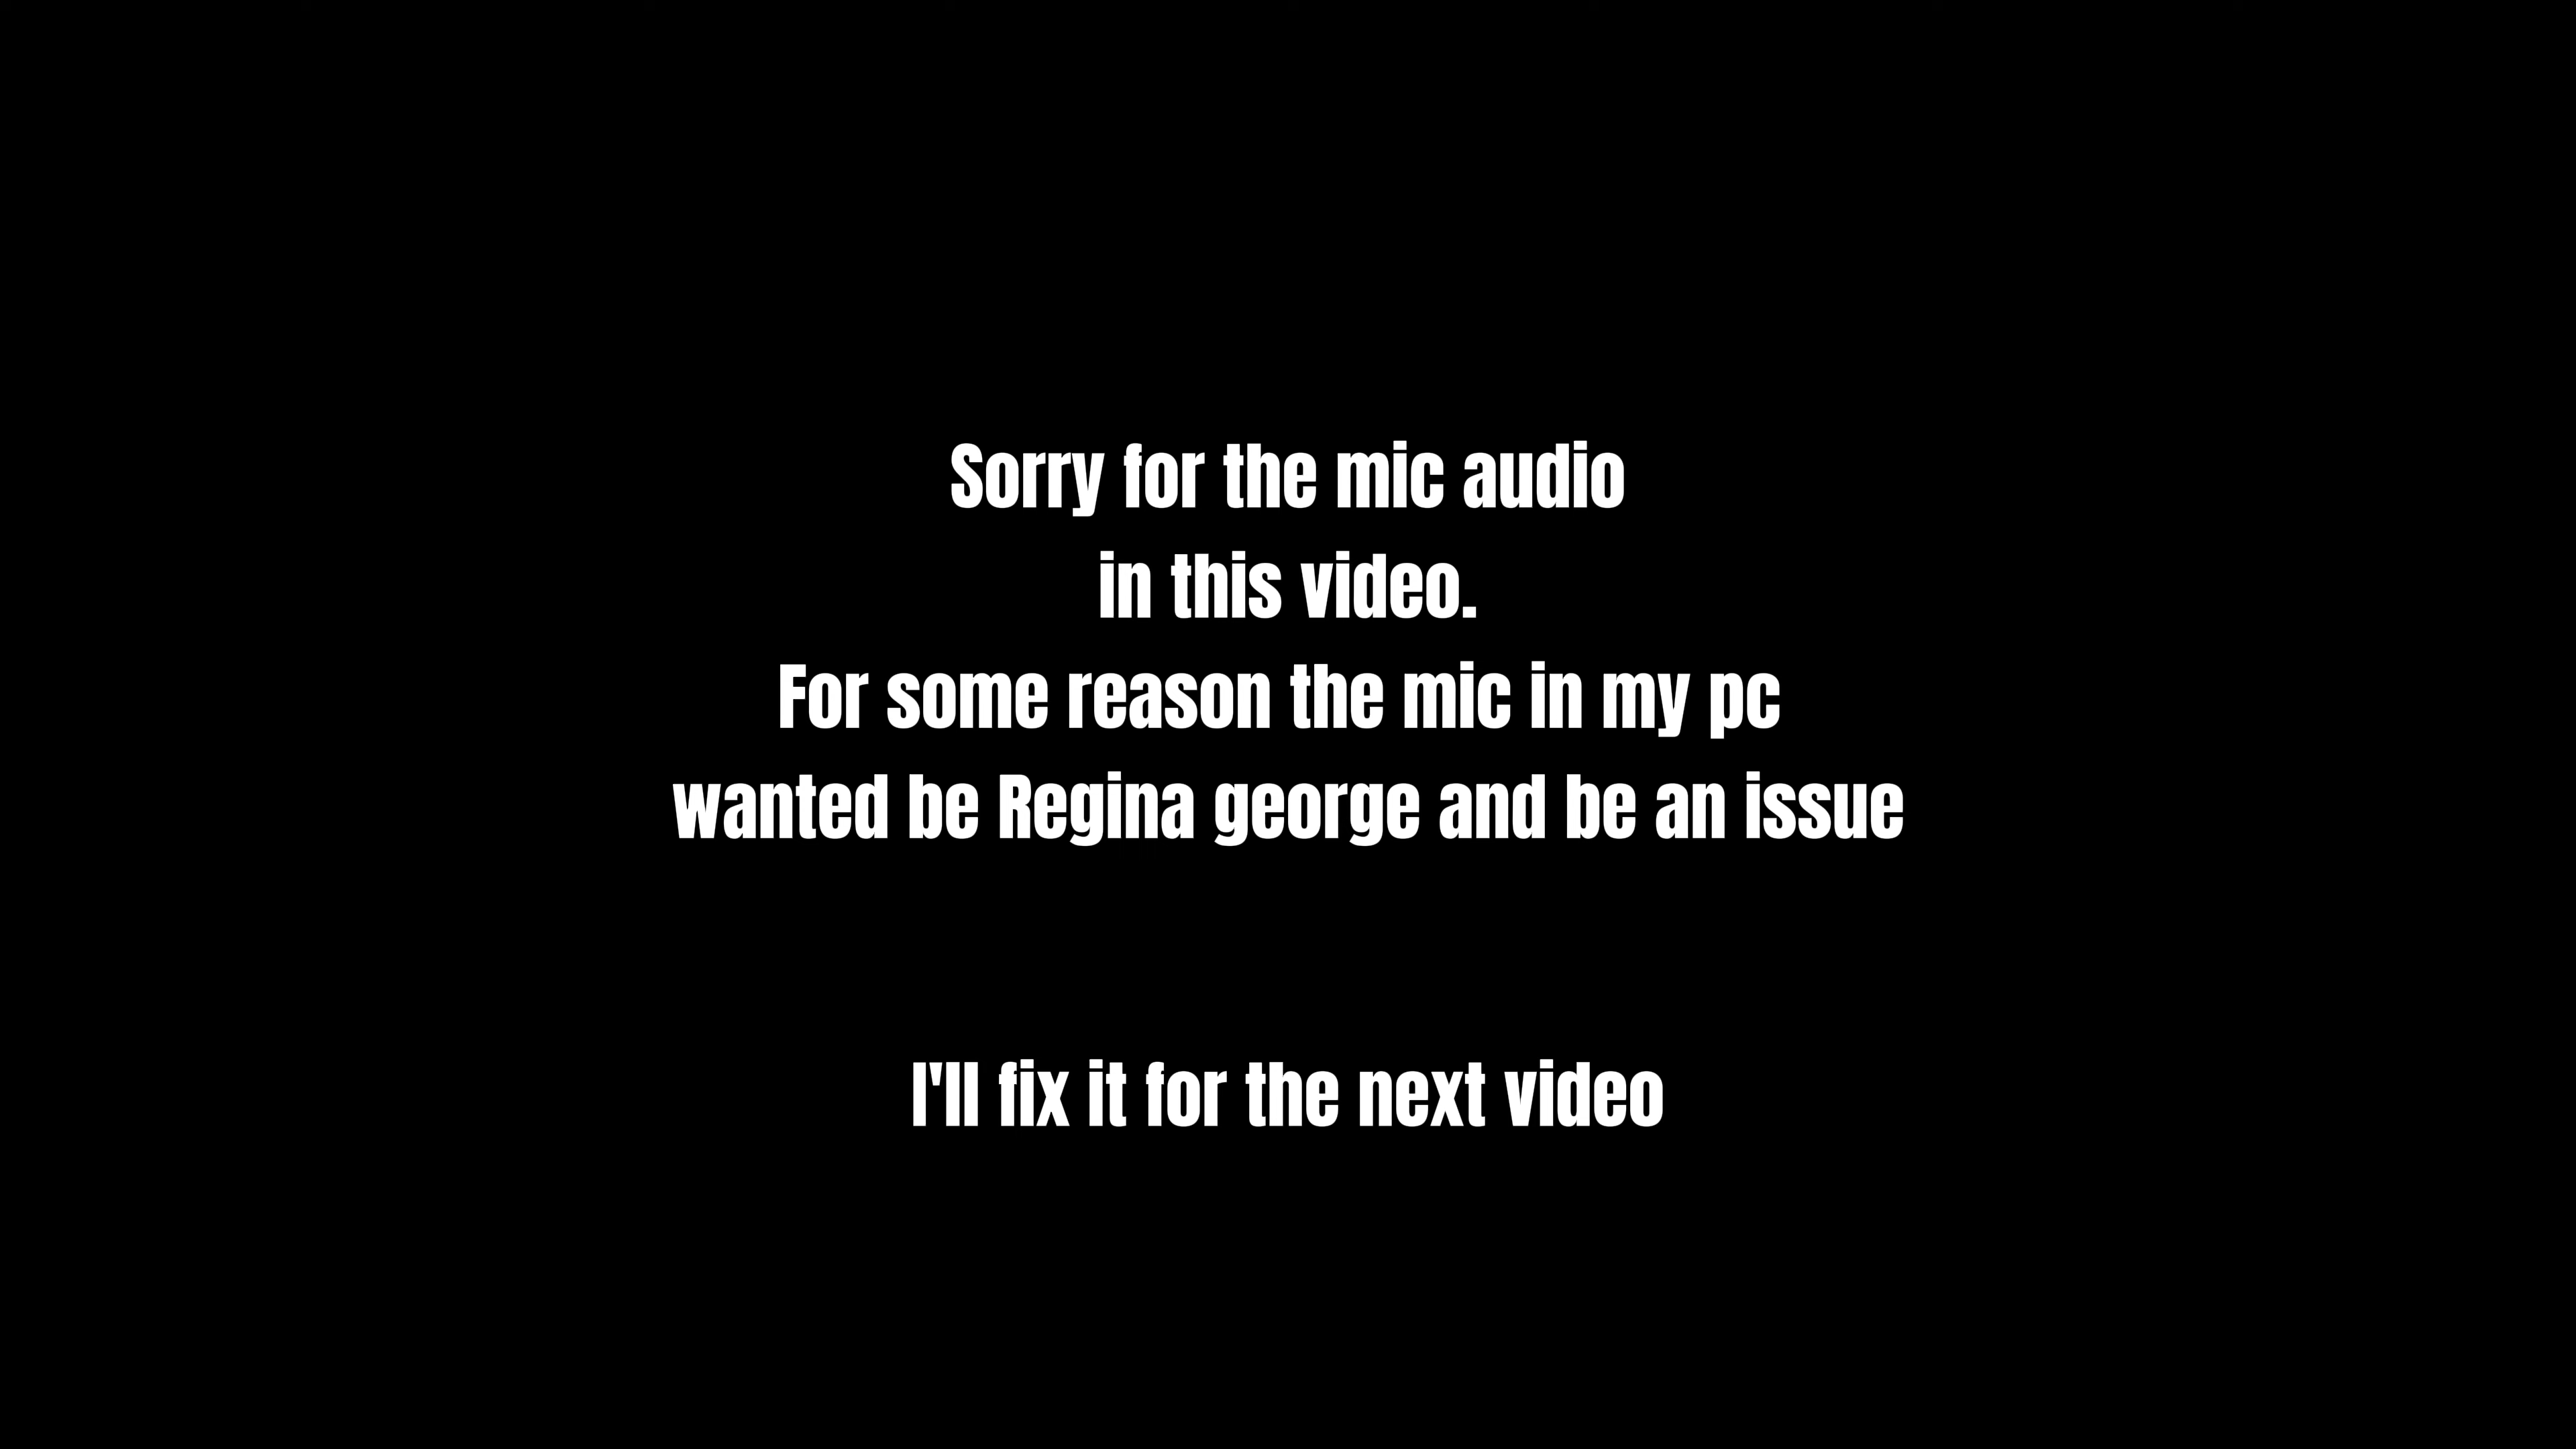 Sorry for the mic audio
in this video.
For some reason the mic in my pc
wanted be Regina george and be an issue
I'll fix it for the next video